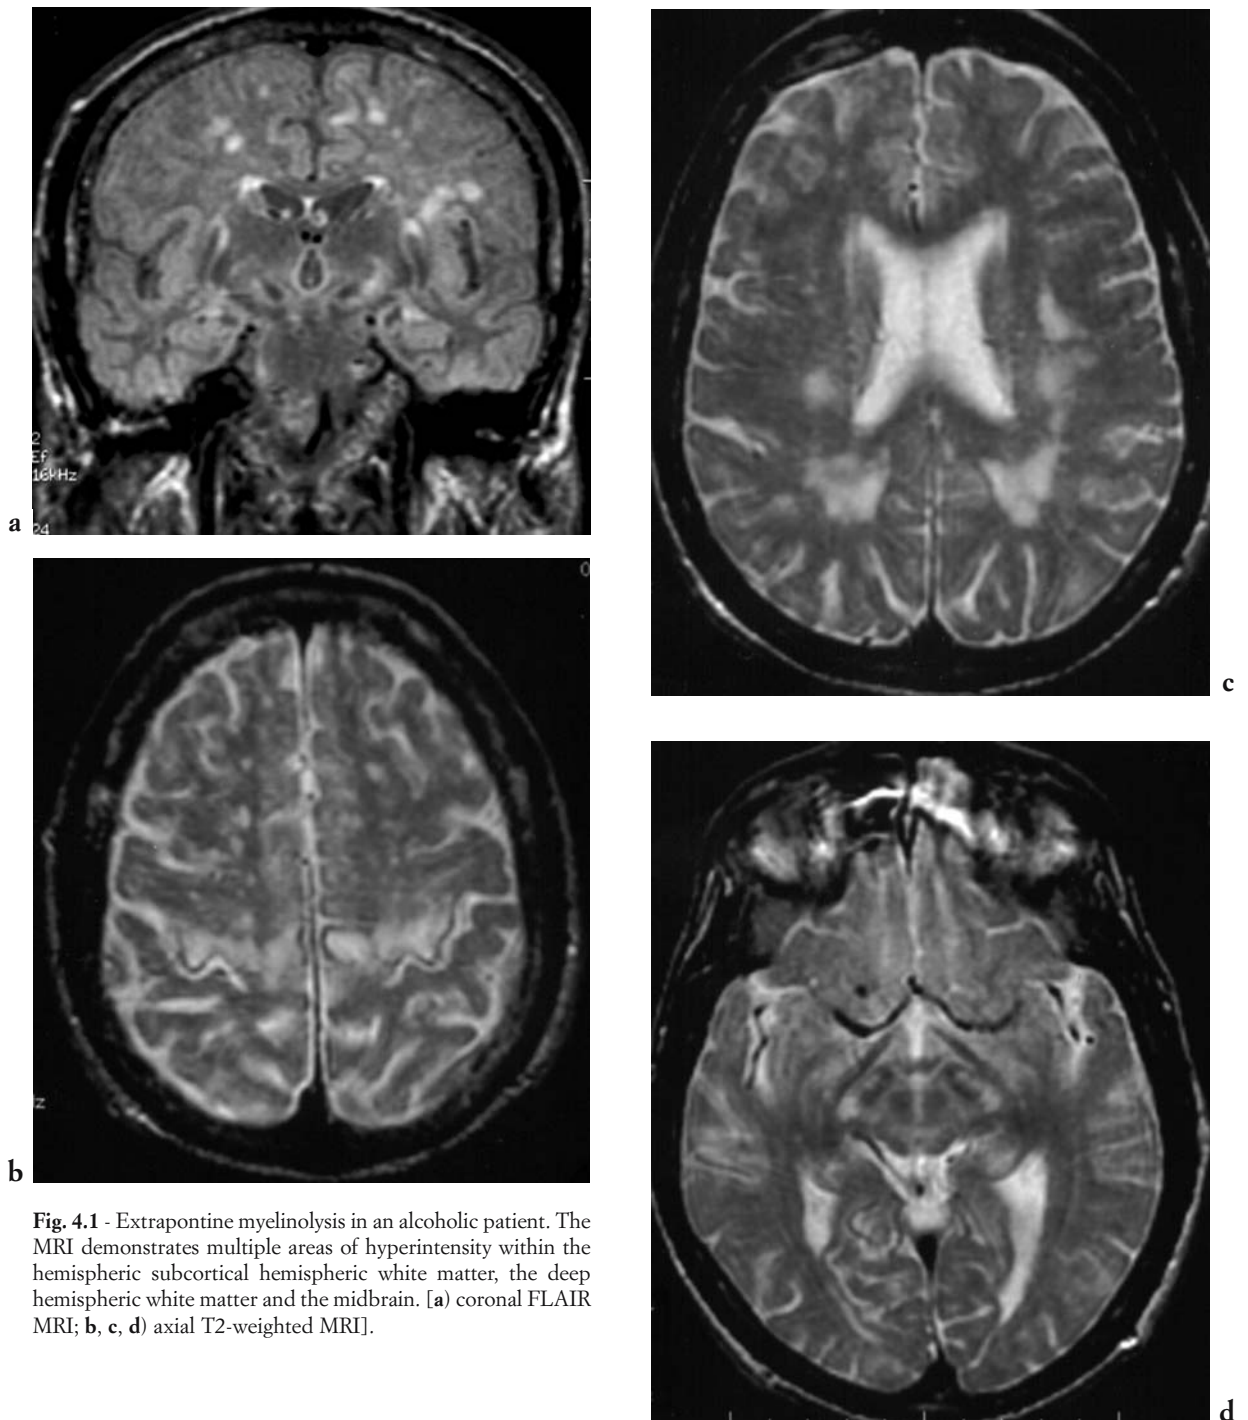 2
Ef
16kHz
24
a
0
z
b
c
d
Fig. 4.1 - Extrapontine myelinolysis in an alcoholic patient. The
MRI demonstrates multiple areas of hyperintensity within the
hemispheric subcortical hemispheric white matter, the deep
hemispheric white matter and the midbrain. [a) coronal FLAIR
MRI; b, c, d) axial T2-weighted MRI].